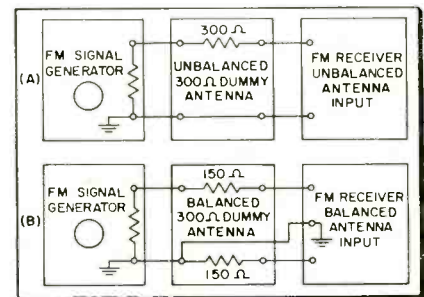 (A)
FM SIGNAL
GENERATOR
300 Ω
UNBALANCED
300 Ω DUMMY
ANTENNA
FM RECEIVER
UNBALANCED
ANTENNA
INPUT
(B)
FM SIGNAL
GENERATOR
150 Ω
BALANCED
300 Ω DUMMY
ANTENNA
150 Ω
FM RECEIVER
BALANCED
ANTENNA
INPUT